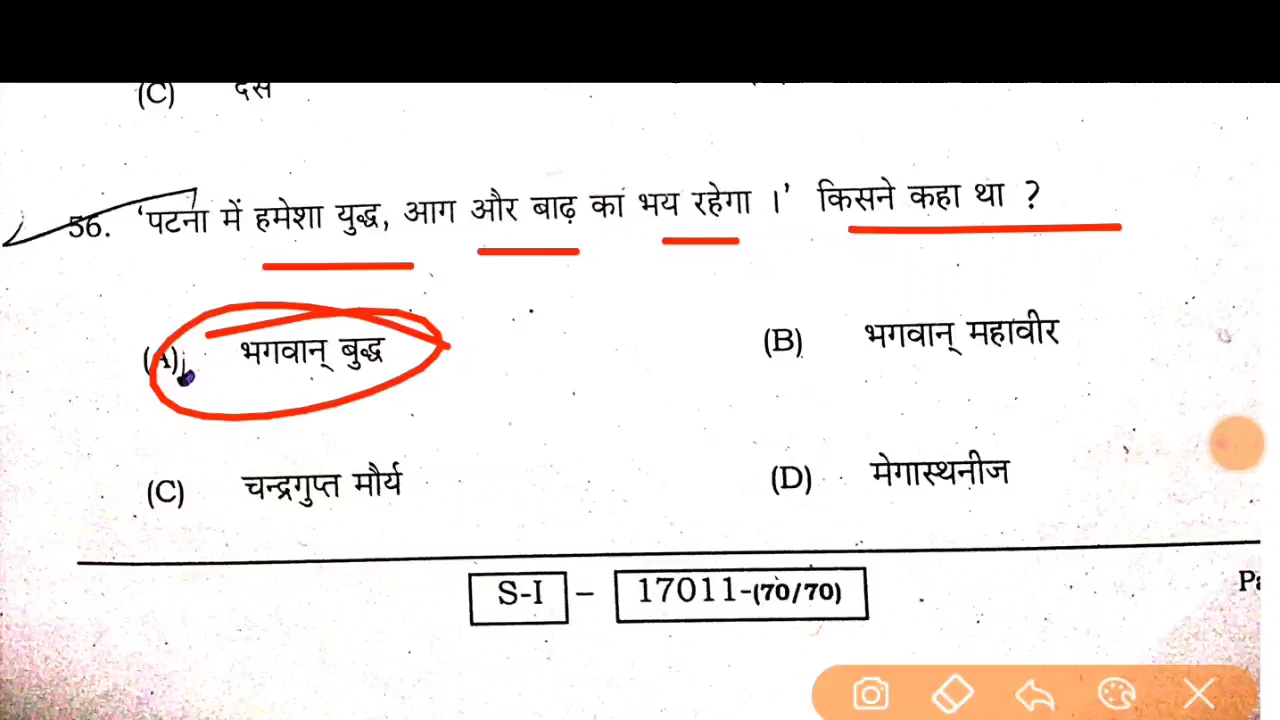 (C) दस
56. 'पटना में हमेशा युद्ध, आग और बाढ़ का भय रहेगा ।' किसने कहा था ?
(A) भगवान् बुद्ध
(B) भगवान् महावीर
(C) चन्द्रगुप्त मौर्य
(D) मेगास्थनीज
S-I – 17011-(70/70)